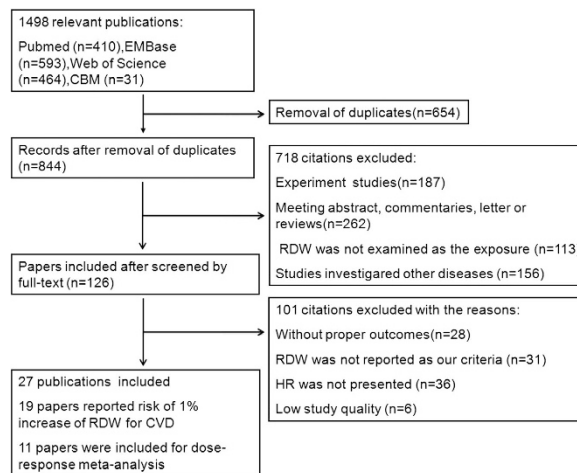 1498 relevant publications:
Pubmed (n=410),EMBase
(n=593),Web of Science
(n=464),CBM (n=31)
Removal of duplicates(n=654)
Records after removal of duplicates
(n=844)
718 citations excluded:
Experiment studies(n=187)
Meeting abstract, commentaries, letter or
reviews(n=262)
RDW was not examined as the exposure (n=113
Studies investigared other diseases(n=156)
Papers included after screened by
full-text(n=126)
101 citations excluded with the reasons:
Without proper outcomes(n=28)
RDW was not reported as our criteria (n=31)
HR was not presented (n=36)
Low study quality (n=6)
27 publications included
19 papers reported risk of 1%
increase of RDW for CVD
11 papers were included for dose-
response meta-analysis